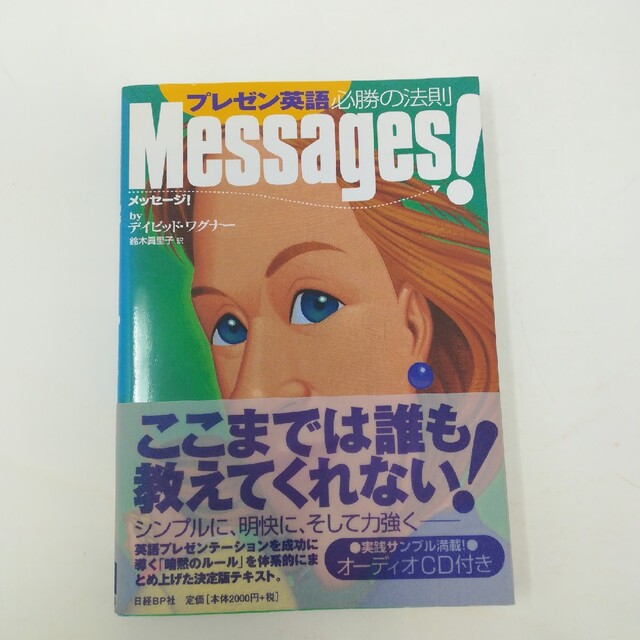 プレゼン英語必勝の法則
Messages!
メッセージ!
by
デイビッド・ワグナー
鈴木眞里子 訳
ここまでは誰も
教えてくれない!
シンプルに、明快に、そして力強く──
英語プレゼンテーションを成功に
導く「暗黙のルール」を体系的にま
とめ上げた決定版テキスト。
●実践サンプル満載!●
オーディオCD付き
日経BP社 定価[本体2000円+税]